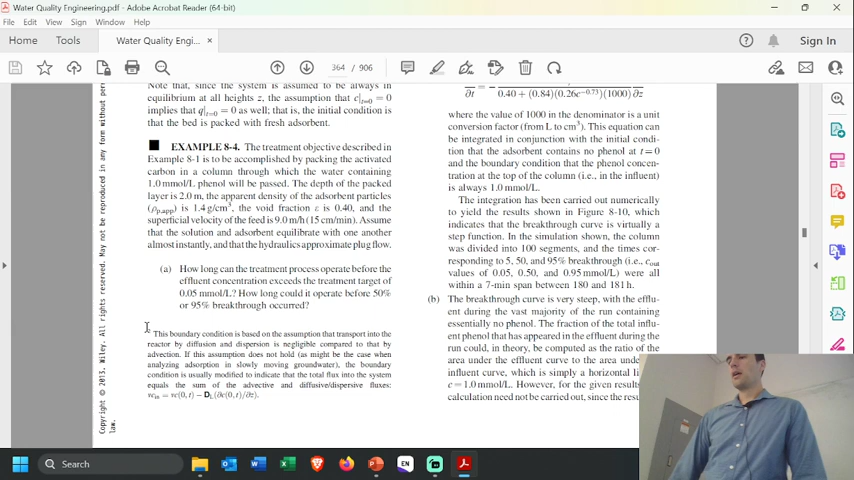 Water Quality Engineering.pdf - Adobe Acrobat Reader (64-bit)
File Edit View Sign Window Help
Home Tools Water Quality Engi... × Sign In
364 / 906
Note that, since the system is assumed to be always in
equilibrium at all heights z, the assumption that c|t=0 = 0
implies that q|t=0 = 0 as well; that is, the initial condition is
that the bed is packed with fresh adsorbent.
■ EXAMPLE 8-4. The treatment objective described in
Example 8-1 is to be accomplished by packing the activated
carbon in a column through which the water containing
1.0 mmol/L phenol will be passed. The depth of the packed
layer is 2.0 m, the apparent density of the adsorbent particles
(ρp,app) is 1.4 g/cm³, the void fraction ε is 0.40, and the
superficial velocity of the feed is 9.0 m/h (15 cm/min). Assume
that the solution and adsorbent equilibrate with one another
almost instantly, and that the hydraulics approximate plug flow.
(a) How long can the treatment process operate before the
effluent concentration exceeds the treatment target of
0.05 mmol/L? How long could it operate before 50%
or 95% breakthrough occurred?
This boundary condition is based on the assumption that transport into the
reactor by diffusion and dispersion is negligible compared to that by
advection. If this assumption does not hold (as might be the case when
analyzing adsorption in slowly moving groundwater), the boundary
condition is usually modified to indicate that the total flux into the system
equals the sum of the advective and diffusive/dispersive fluxes:
vcin = vc(0, t) − DL(∂c(0, t)/∂z).
Copyright © 2013. Wiley. All rights reserved. May not be reproduced in any form without per
law.
∂t = − 0.40 + (0.84)(0.26c−0.73)(1000) ∂z
where the value of 1000 in the denominator is a unit
conversion factor (from L to cm³). This equation can
be integrated in conjunction with the initial condi-
tion that the adsorbent contains no phenol at t = 0
and the boundary condition that the phenol concen-
tration at the top of the column (i.e., in the influent)
is always 1.0 mmol/L.
The integration has been carried out numerically
to yield the results shown in Figure 8-10, which
indicates that the breakthrough curve is virtually a
step function. In the simulation shown, the column
was divided into 100 segments, and the times cor-
responding to 5, 50, and 95% breakthrough (i.e., cout
values of 0.05, 0.50, and 0.95 mmol/L) were all
within a 7-min span between 180 and 181 h.
(b) The breakthrough curve is very steep, with the efflu-
ent during the vast majority of the run containing
essentially no phenol. The fraction of the total influ-
ent phenol that has appeared in the effluent during the
run could, in theory, be computed as the ratio of the
area under the effluent curve to the area unde
influent curve, which is simply a horizontal l
c = 1.0 mmol/L. However, for the given results
calculation need not be carried out, since the resu
Search